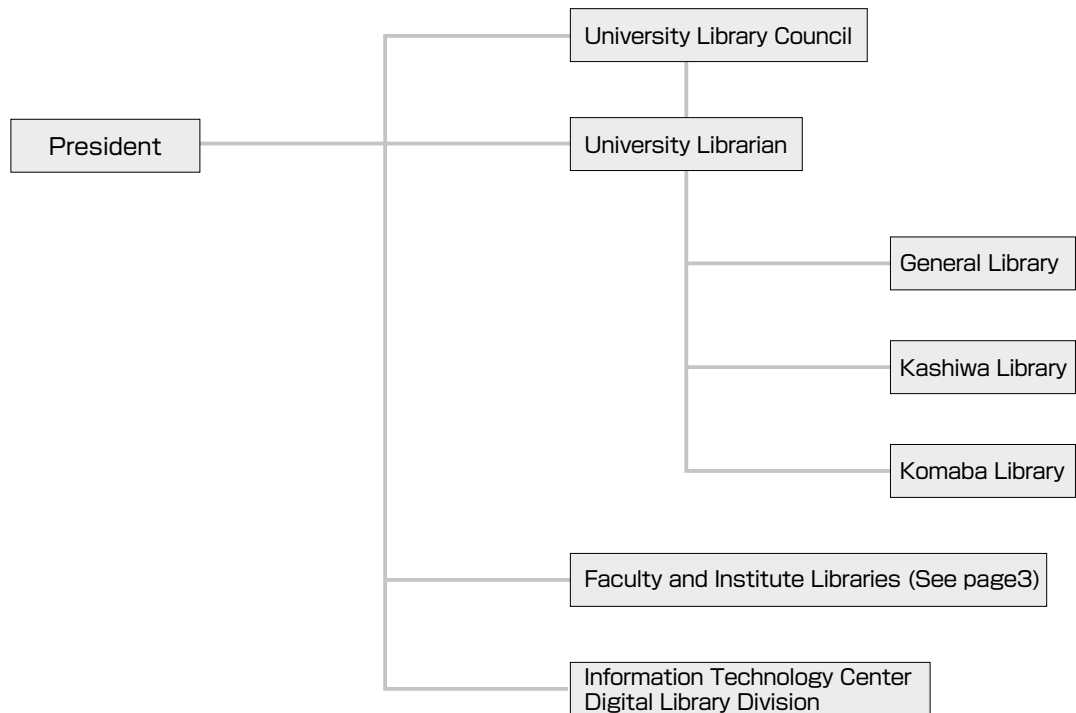 University Library Council
President
University Librarian
General Library
Kashiwa Library
Komaba Library
Faculty and Institute Libraries (See page3)
Information Technology Center
Digital Library Division